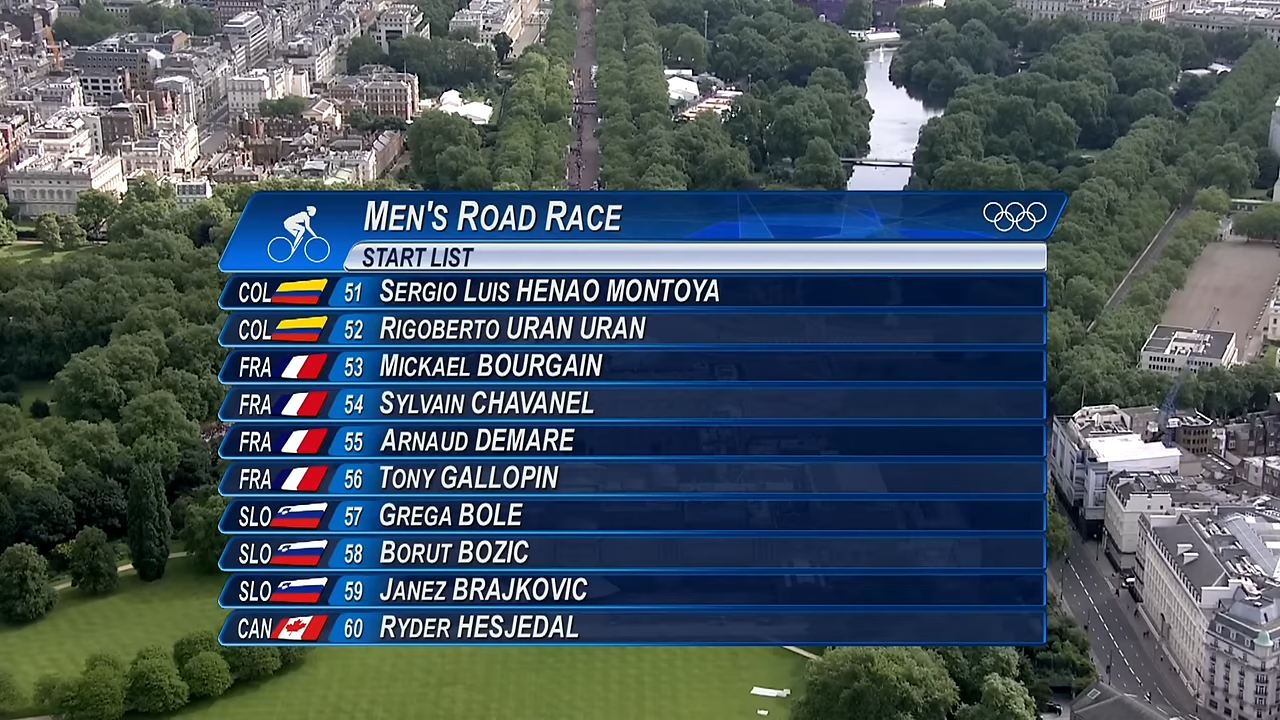 MEN'S ROAD RACE
START LIST
COL 51 SERGIO LUIS HENAO MONTOYA
COL 52 RIGOBERTO URAN URAN
FRA 53 MICKAEL BOURGAIN
FRA 54 SYLVAIN CHAVANEL
FRA 55 ARNAUD DEMARE
FRA 56 TONY GALLOPIN
SLO 57 GREGA BOLE
SLO 58 BORUT BOZIC
SLO 59 JANEZ BRAJKOVIC
CAN 60 RYDER HESJEDAL